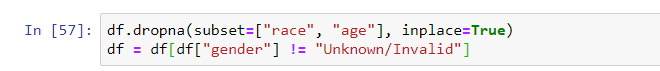 In [57]: df.dropna(subset=["race", "age"], inplace=True)
df = df[df["gender"] != "Unknown/Invalid"]